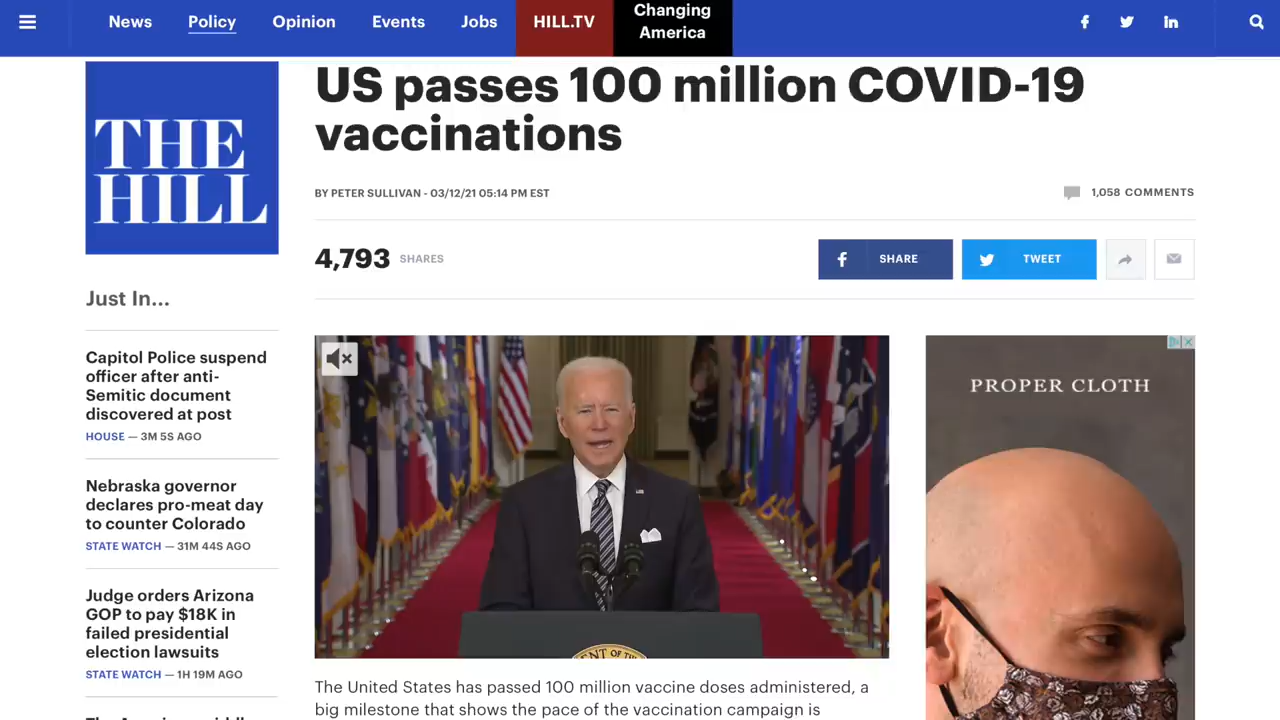 News
Policy
Opinion
Events
Jobs
HILL.TV
Changing
America
THE
HILL
US passes 100 million COVID-19
vaccinations
BY PETER SULLIVAN - 03/12/21 05:14 PM EST
1,058 COMMENTS
4,793 SHARES
SHARE
TWEET
Just In...
Capitol Police suspend
officer after anti-
Semitic document
discovered at post
HOUSE — 3M 5S AGO
Nebraska governor
declares pro-meat day
to counter Colorado
STATE WATCH — 31M 44S AGO
Judge orders Arizona
GOP to pay $18K in
failed presidential
election lawsuits
STATE WATCH — 1H 19M AGO
ENT OF THE
The United States has passed 100 million vaccine doses administered, a
big milestone that shows the pace of the vaccination campaign is
PROPER CLOTH